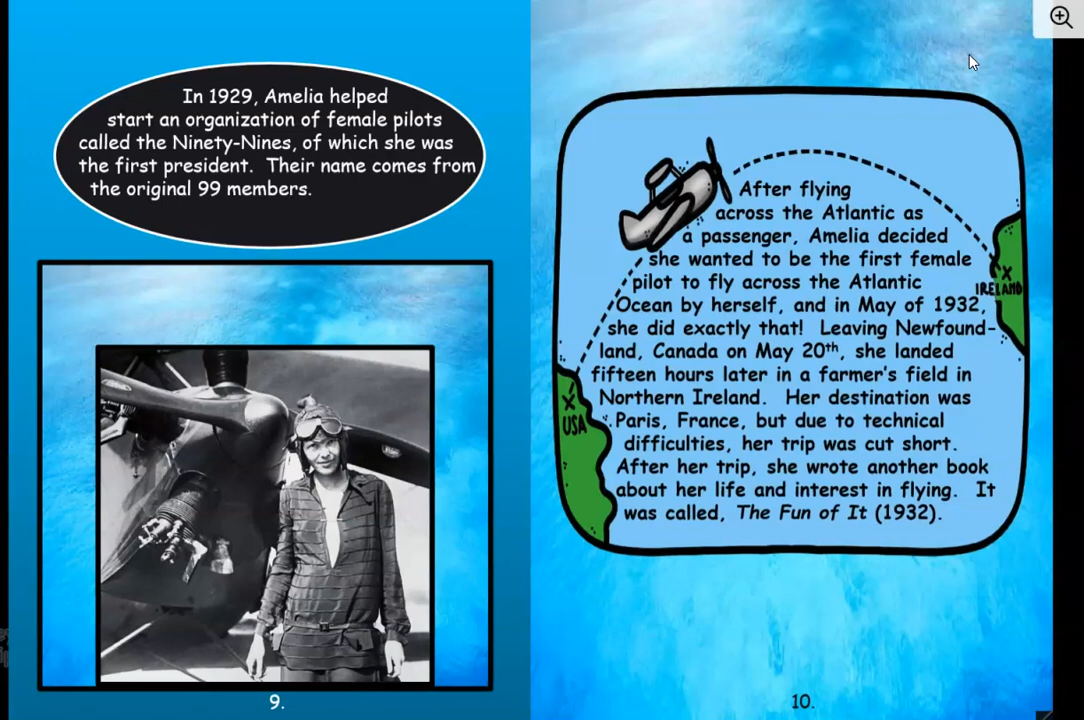 In 1929, Amelia helped
start an organization of female pilots
called the Ninety-Nines, of which she was
the first president. Their name comes from
the original 99 members.
9.
After flying
across the Atlantic as
a passenger, Amelia decided
she wanted to be the first female
pilot to fly across the Atlantic
Ocean by herself, and in May of 1932,
she did exactly that! Leaving Newfound-
land, Canada on May 20th, she landed
fifteen hours later in a farmer's field in
Northern Ireland. Her destination was
Paris, France, but due to technical
difficulties, her trip was cut short.
After her trip, she wrote another book
about her life and interest in flying. It
was called, The Fun of It (1932).
X
IRELAND
X
USA
10.